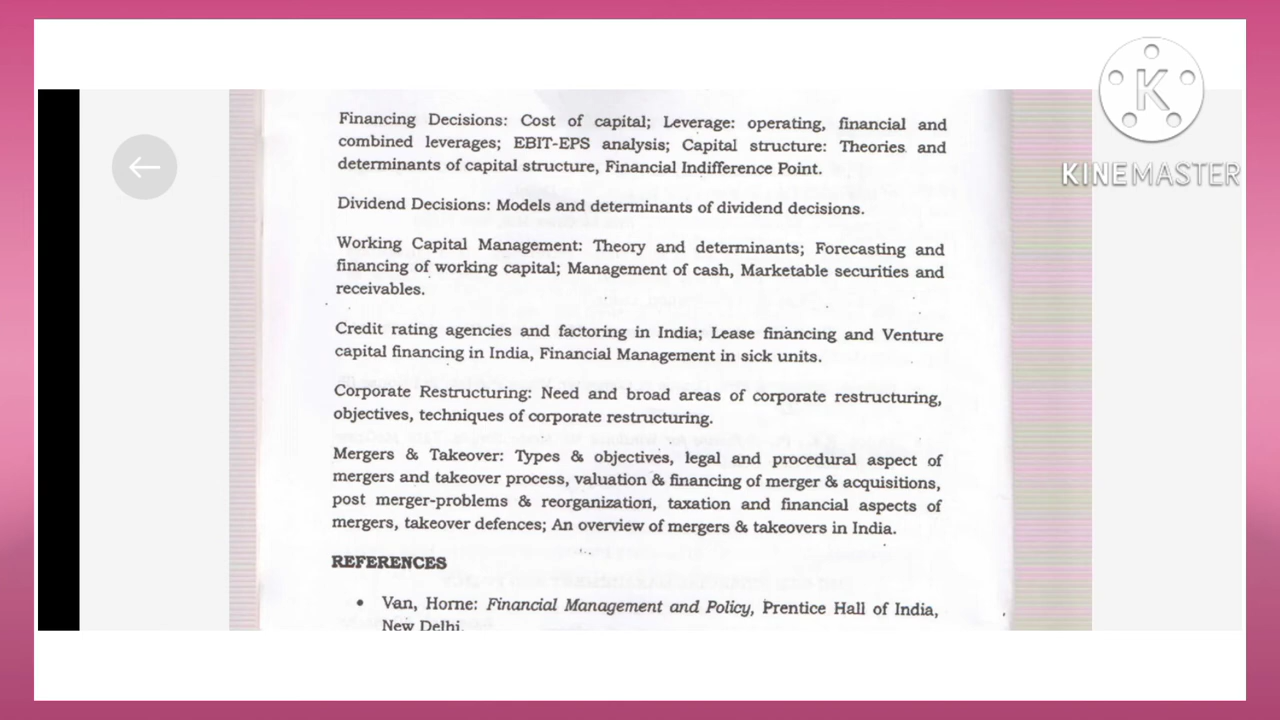 K
KINEMASTER
Financing Decisions: Cost of capital; Leverage: operating, financial and
combined leverages; EBIT-EPS analysis; Capital structure: Theories and
determinants of capital structure, Financial Indifference Point.
Dividend Decisions: Models and determinants of dividend decisions.
Working Capital Management: Theory and determinants; Forecasting and
financing of working capital; Management of cash, Marketable securities and
receivables.
Credit rating agencies and factoring in India; Lease financing and Venture
capital financing in India, Financial Management in sick units.
Corporate Restructuring: Need and broad areas of corporate restructuring,
objectives, techniques of corporate restructuring.
Mergers & Takeover: Types & objectives, legal and procedural aspect of
mergers and takeover process, valuation & financing of merger & acquisitions,
post merger-problems & reorganization, taxation and financial aspects of
mergers, takeover defences; An overview of mergers & takeovers in India.
REFERENCES
• Van, Horne: Financial Management and Policy, Prentice Hall of India,
New Delhi.